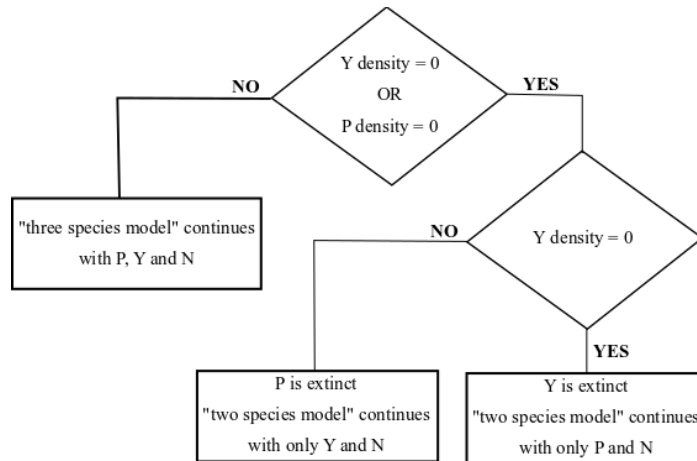 Y density = 0
OR
P density = 0
NO
YES
"three species model" continues
with P, Y and N
Y density = 0
NO
YES
P is extinct
"two species model" continues
with only Y and N
Y is extinct
"two species model" continues
with only P and N